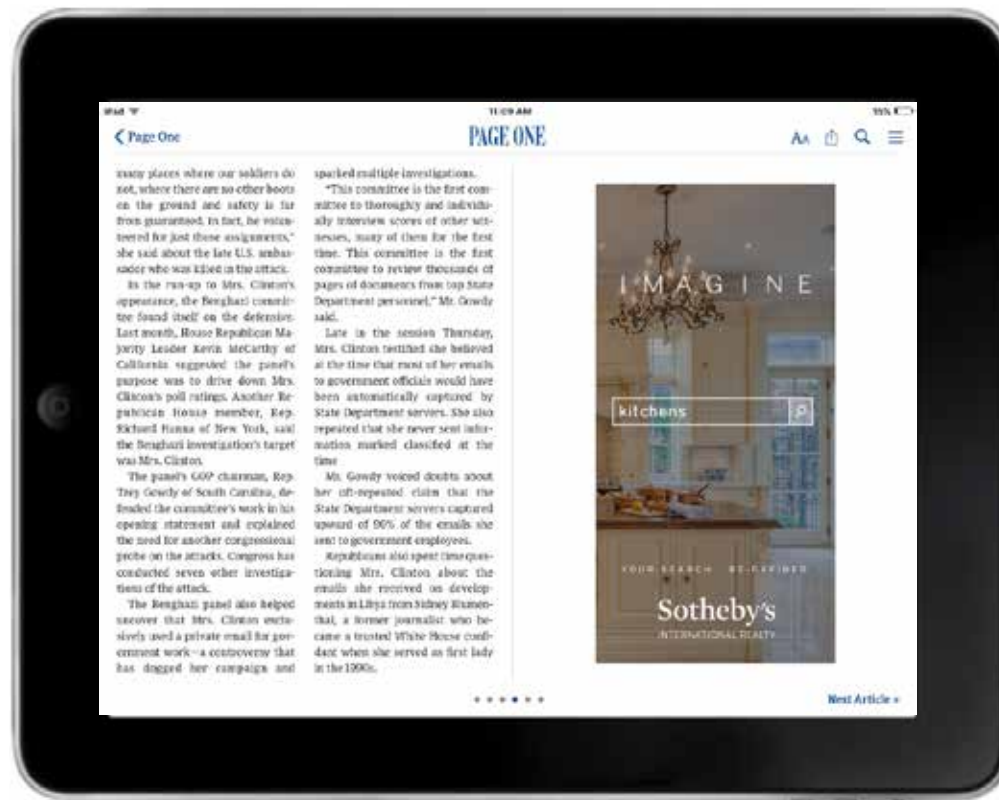 iPad
11:09 AM
95%
Page One
PAGE ONE
AA
many places where our soldiers do
not, where there are no other boots
on the ground and safety is far
from guaranteed. In fact, he volun-
teered for just those assignments,"
she said about the late U.S. ambas-
sador who was killed in the attack.
In the run-up to Mrs. Clinton's
appearance, the Benghazi commit-
tee found itself on the defensive.
Last month, House Republican Ma-
jority Leader Kevin McCarthy of
California suggested the panel's
purpose was to drive down Mrs.
Clinton's poll ratings. Another Re-
publican House member, Rep.
Richard Hanna of New York, said
the Benghazi investigation's target
was Mrs. Clinton.
The panel's GOP chairman, Rep.
Trey Gowdy of South Carolina, de-
fended the committee's work in his
opening statement and explained
the need for another congressional
probe on the attacks. Congress has
conducted seven other investiga-
tions of the attack.
The Benghazi panel also helped
uncover that Mrs. Clinton exclu-
sively used a private email for gov-
ernment work—a controversy that
has dogged her campaign and
sparked multiple investigations.
"This committee is the first com-
mittee to thoroughly and individu-
ally interview scores of other wit-
nesses, many of them for the first
time. This committee is the first
committee to review thousands of
pages of documents from top State
Department personnel," Mr. Gowdy
said.
Late in the session Thursday,
Mrs. Clinton testified she believed
at the time that most of her emails
to government officials would have
been automatically captured by
State Department servers. She also
repeated that she never sent infor-
mation marked classified at the
time
Mr. Gowdy voiced doubts about
her oft-repeated claim that the
State Department servers captured
upward of 90% of the emails she
sent to government employees.
Republicans also spent time ques-
tioning Mrs. Clinton about the
emails she received on develop-
ments in Libya from Sidney Blumen-
thal, a former journalist who be-
came a trusted White House confi-
dant when she served as first lady
in the 1990s.
IMAGINE
kitchens
YOUR SEARCH RE-DEFINED
Sotheby's
INTERNATIONAL REALTY
Next Article »